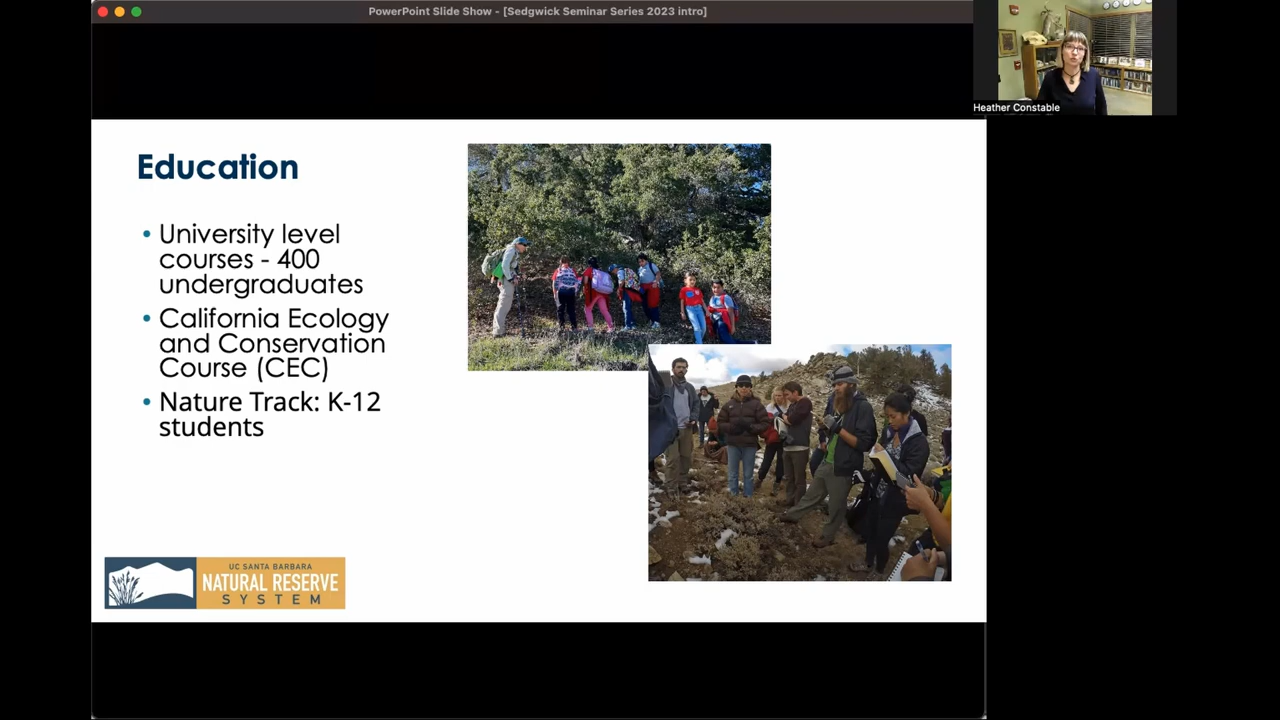 PowerPoint Slide Show - [Sedgwick Seminar Series 2023 intro]
Heather Constable
Education
• University level
courses - 400
undergraduates
• California Ecology
and Conservation
Course (CEC)
• Nature Track: K-12
students
UC SANTA BARBARA
NATURAL RESERVE
SYSTEM